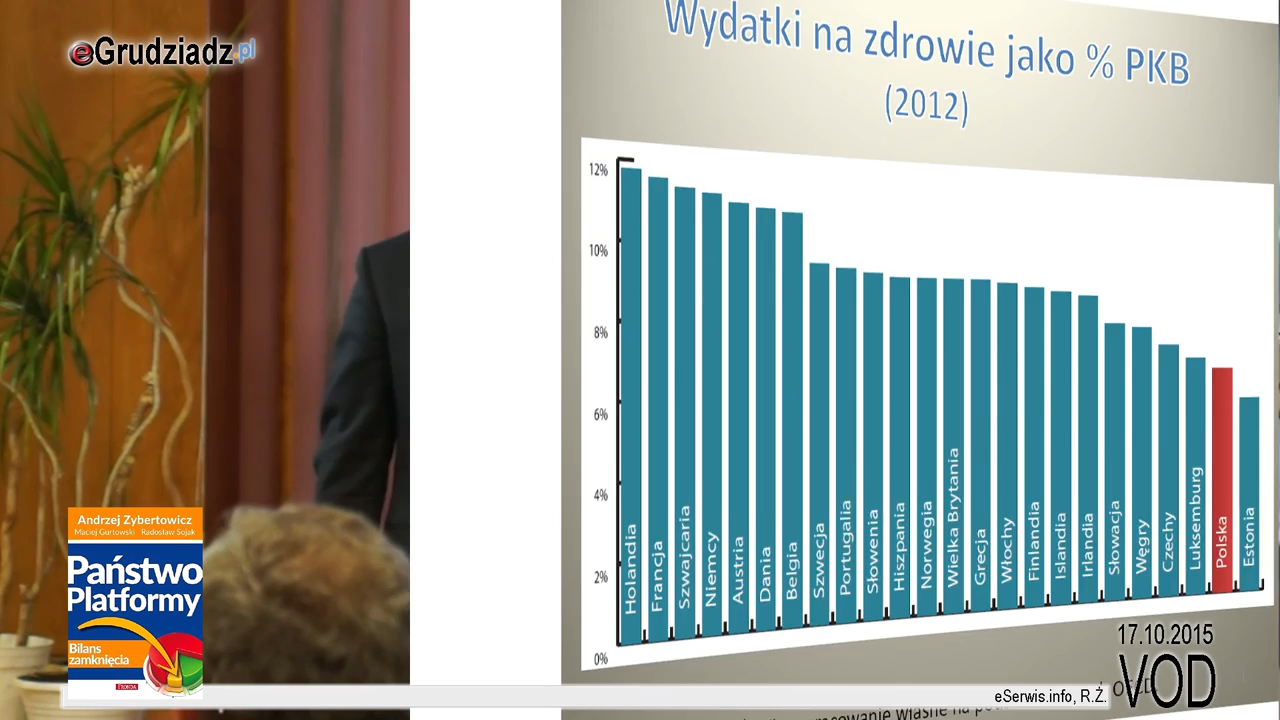 eGrudziadz.pl
Wydatki na zdrowie jako % PKB
(2012)
12%
10%
8%
6%
4%
2%
0%
Holandia
Francja
Szwajcaria
Niemcy
Austria
Dania
Belgia
Szwecja
Portugalia
Słowenia
Hiszpania
Norwegia
Wielka Brytania
Grecja
Włochy
Finlandia
Islandia
Irlandia
Słowacja
Węgry
Czechy
Luksemburg
Polska
Estonia
Andrzej Zybertowicz
Maciej Gurtowski Radosław Sojak
Państwo
Platformy
Bilans
zamknięcia
17.10.2015
VOD
eSerwis.info, R.Ż.
własne na